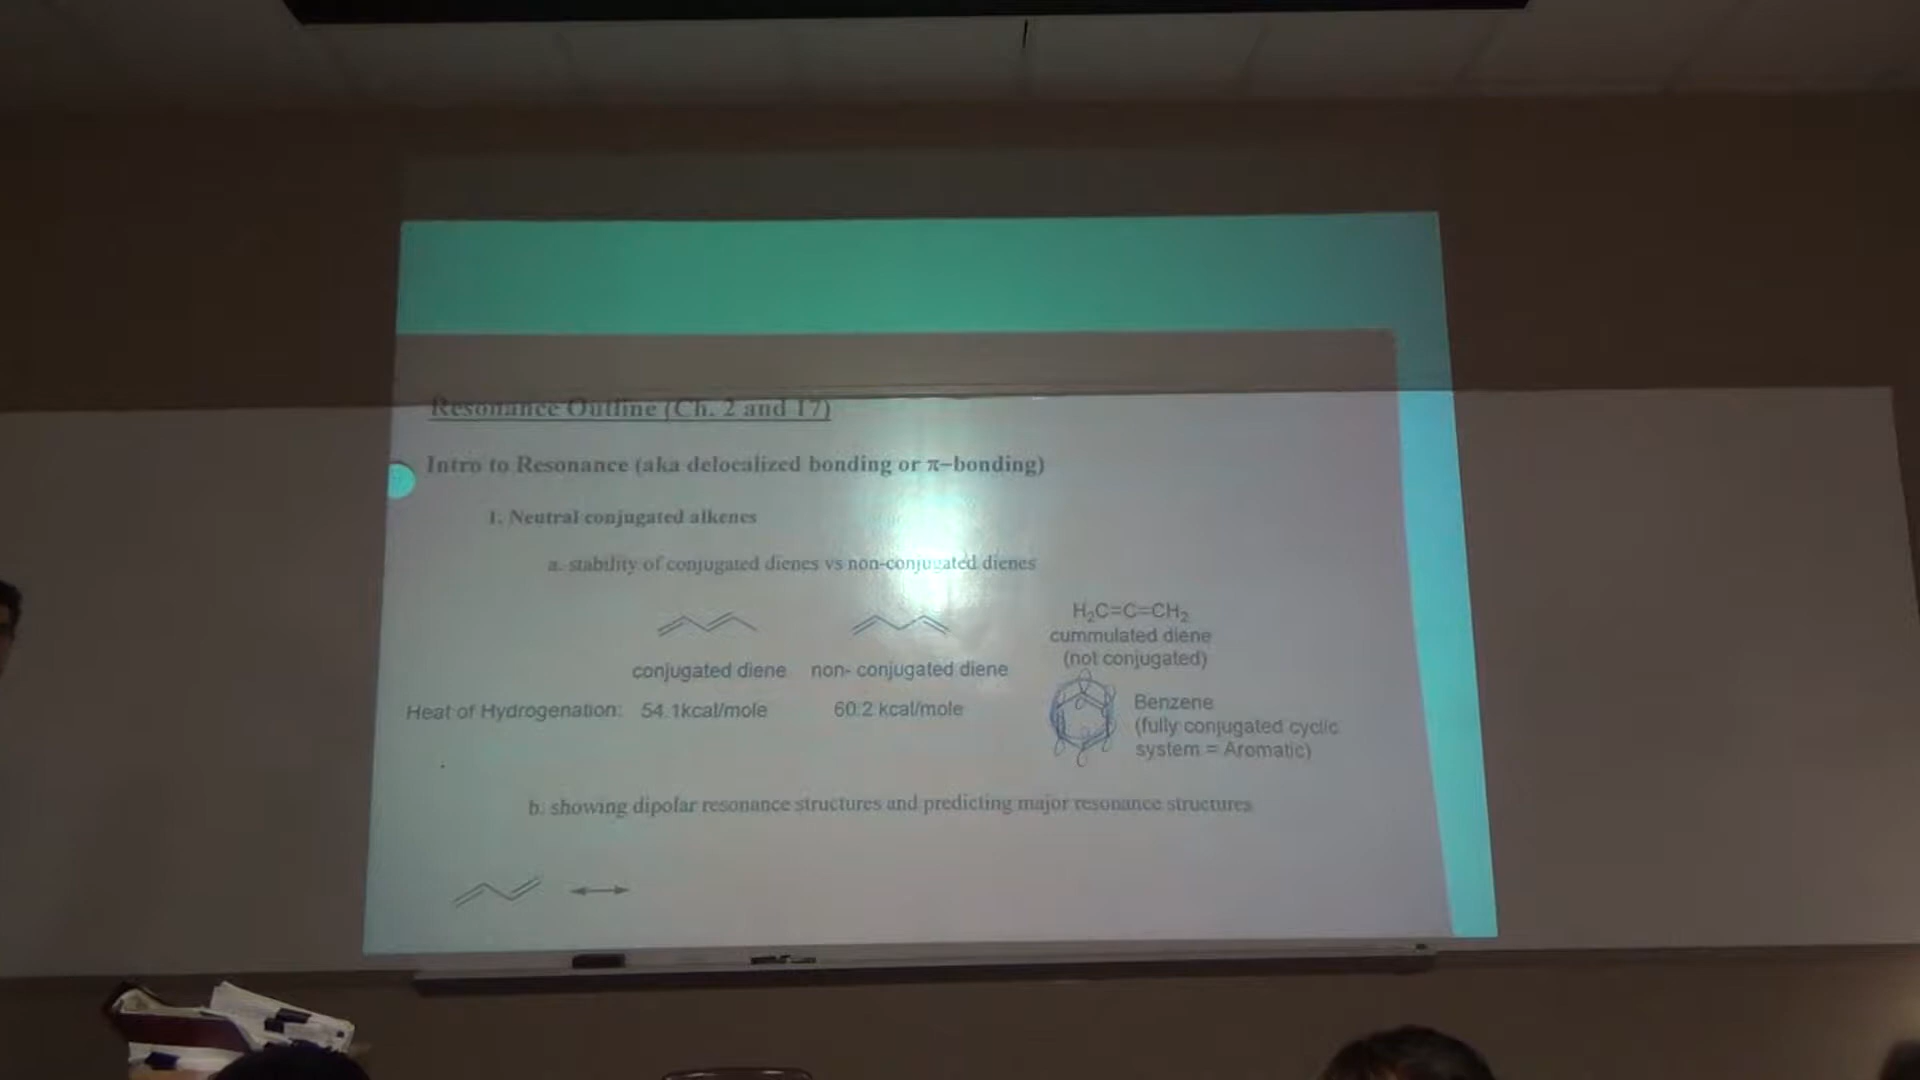 Resonance Outline (Ch. 2 and 17)
Intro to Resonance (aka delocalized bonding or π−bonding)
1. Neutral conjugated alkenes
a. stability of conjugated dienes vs non-conjugated dienes
H₂C=C=CH₂
cummulated diene
(not conjugated)
conjugated diene non- conjugated diene
Heat of Hydrogenation: 54.1kcal/mole 60.2 kcal/mole
Benzene
(fully conjugated cyclic
system = Aromatic)
b. showing dipolar resonance structures and predicting major resonance structures